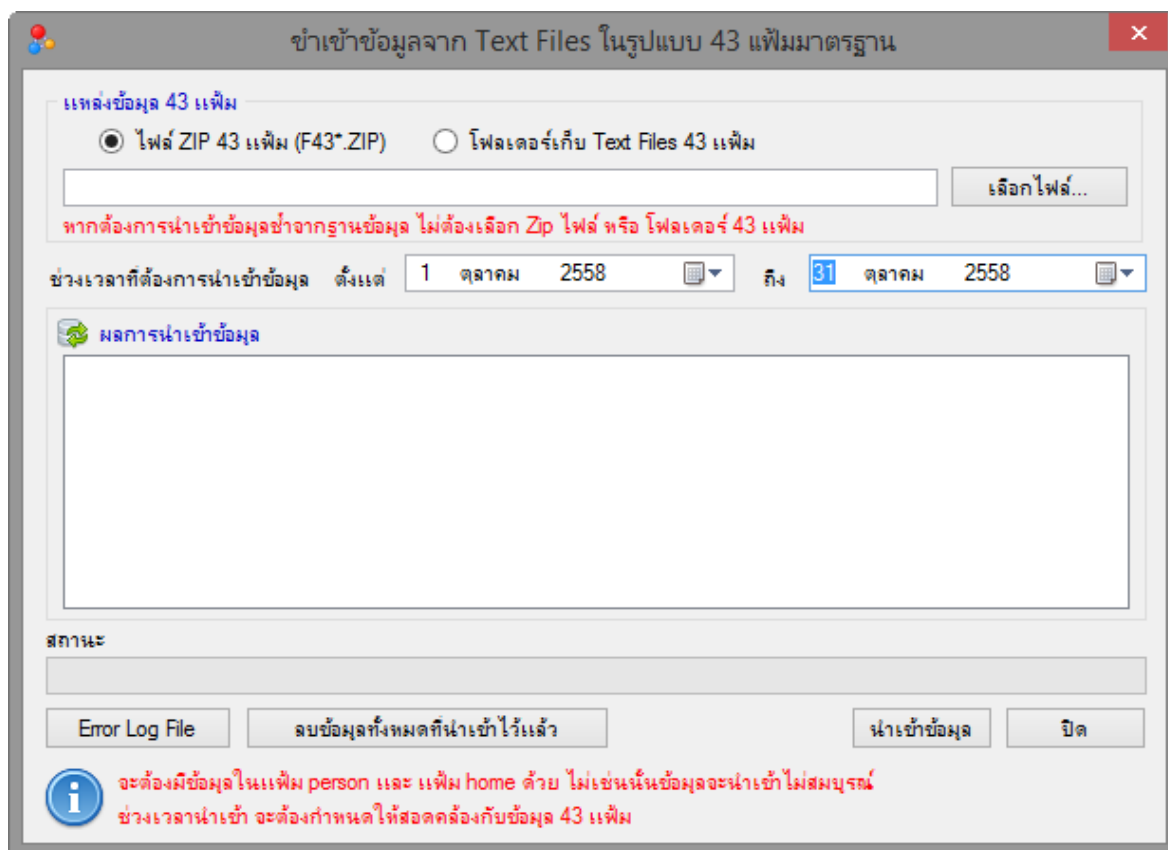 ขำเข้าข้อมูลจาก Text Files ในรูปแบบ 43 แฟ้มมาตรฐาน
แหล่งข้อมูล 43 แฟ้ม
ไฟล์ ZIP 43 แฟ้ม (F43*.ZIP) โฟลเดอร์เก็บ Text Files 43 แฟ้ม
เลือกไฟล์...
หากต้องการนำเข้าข้อมูลซ้ำจากฐานข้อมูล ไม่ต้องเลือก Zip ไฟล์ หรือ โฟลเดอร์ 43 แฟ้ม
ช่วงเวลาที่ต้องการนำเข้าข้อมูล ตั้งแต่ 1 ตุลาคม 2558 ถึง 31 ตุลาคม 2558
ผลการนำเข้าข้อมูล
สถานะ
Error Log File ลบข้อมูลทั้งหมดที่นำเข้าไว้แล้ว นำเข้าข้อมูล ปิด
จะต้องมีข้อมูลในแฟ้ม person และ แฟ้ม home ด้วย ไม่เช่นนั้นข้อมูลจะนำเข้าไม่สมบูรณ์
ช่วงเวลานำเข้า จะต้องกำหนดให้สอดคล้องกับข้อมูล 43 แฟ้ม